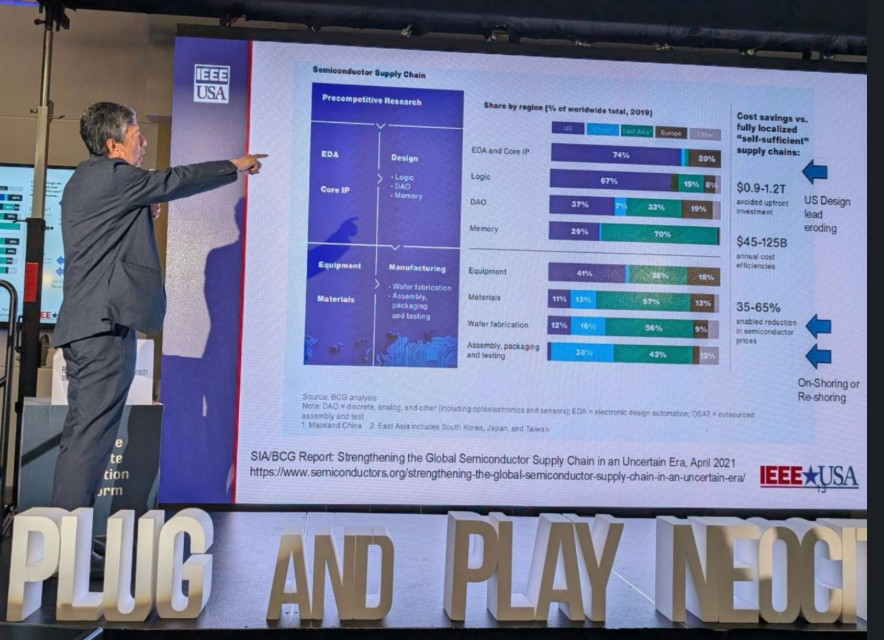 IEEE
USA
Semiconductor Supply Chain
Precompetitive Research
EDA
Core IP
Design
- Logic
- DAO
- Memory
Equipment
Materials
Manufacturing
- Wafer fabrication
- Assembly,
packaging
and testing
Share by region [% of worldwide total, 2019]
US
China¹
East Asia²
Europe
Other
EDA and Core IP
74%
20%
Logic
67%
15%
8%
DAO
37%
7%
33%
19%
Memory
29%
70%
Equipment
41%
18%
Materials
11%
13%
57%
12%
Wafer fabrication
12%
16%
56%
9%
Assembly, packaging
and testing
38%
43%
12%
Cost savings vs.
fully localized
"self-sufficient"
supply chains:
$0.9-1.2T
avoided upfront
investment
$45-125B
annual cost
efficiencies
35-65%
enabled reduction
in semiconductor
prices
US Design
lead
eroding
On-Shoring or
Re-shoring
Source: BCG analysis
Note: DAO = discrete, analog, and other (including optoelectronics and sensors); EDA = electronic design automation; OSAT = outsourced
assembly and test
1. Mainland China 2. East Asia includes South Korea, Japan, and Taiwan
SIA/BCG Report: Strengthening the Global Semiconductor Supply Chain in an Uncertain Era, April 2021
https://www.semiconductors.org/strengthening-the-global-semiconductor-supply-chain-in-an-uncertain-era/
IEEE★USA
13
PLUG AND PLAY NEOCI